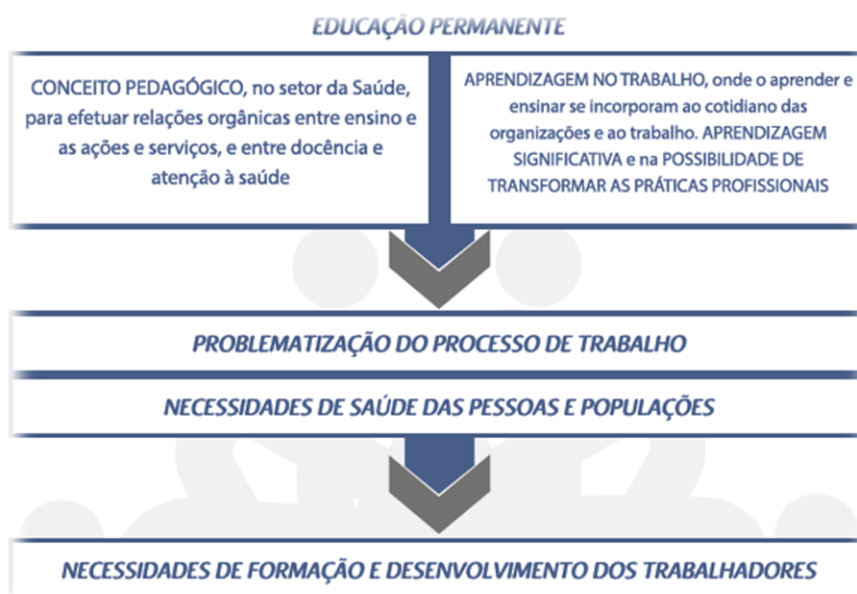 EDUCAÇÃO PERMANENTE
CONCEITO PEDAGÓGICO, no setor da Saúde,
para efetuar relações orgânicas entre ensino e
as ações e serviços, e entre docência e
atenção à saúde
APRENDIZAGEM NO TRABALHO, onde o aprender e
ensinar se incorporam ao cotidiano das
organizações e ao trabalho. APRENDIZAGEM
SIGNIFICATIVA e na POSSIBILIDADE DE
TRANSFORMAR AS PRÁTICAS PROFISSIONAIS
PROBLEMATIZAÇÃO DO PROCESSO DE TRABALHO
NECESSIDADES DE SAÚDE DAS PESSOAS E POPULAÇÕES
NECESSIDADES DE FORMAÇÃO E DESENVOLVIMENTO DOS TRABALHADORES